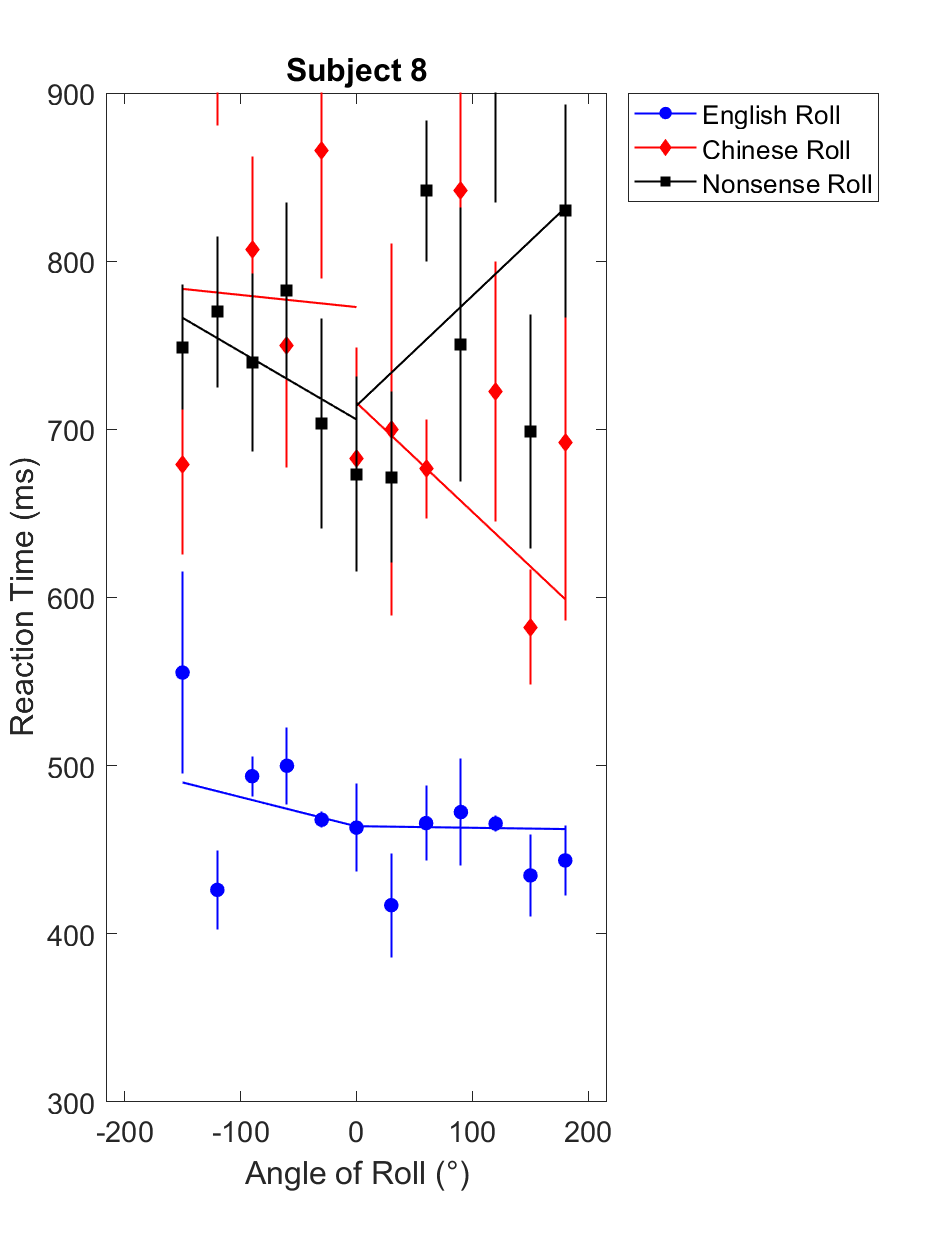 Subject 8
900
800
700
600
500
400
300
-200 -100 0 100 200
Reaction Time (ms)
Angle of Roll (°)
English Roll
Chinese Roll
Nonsense Roll